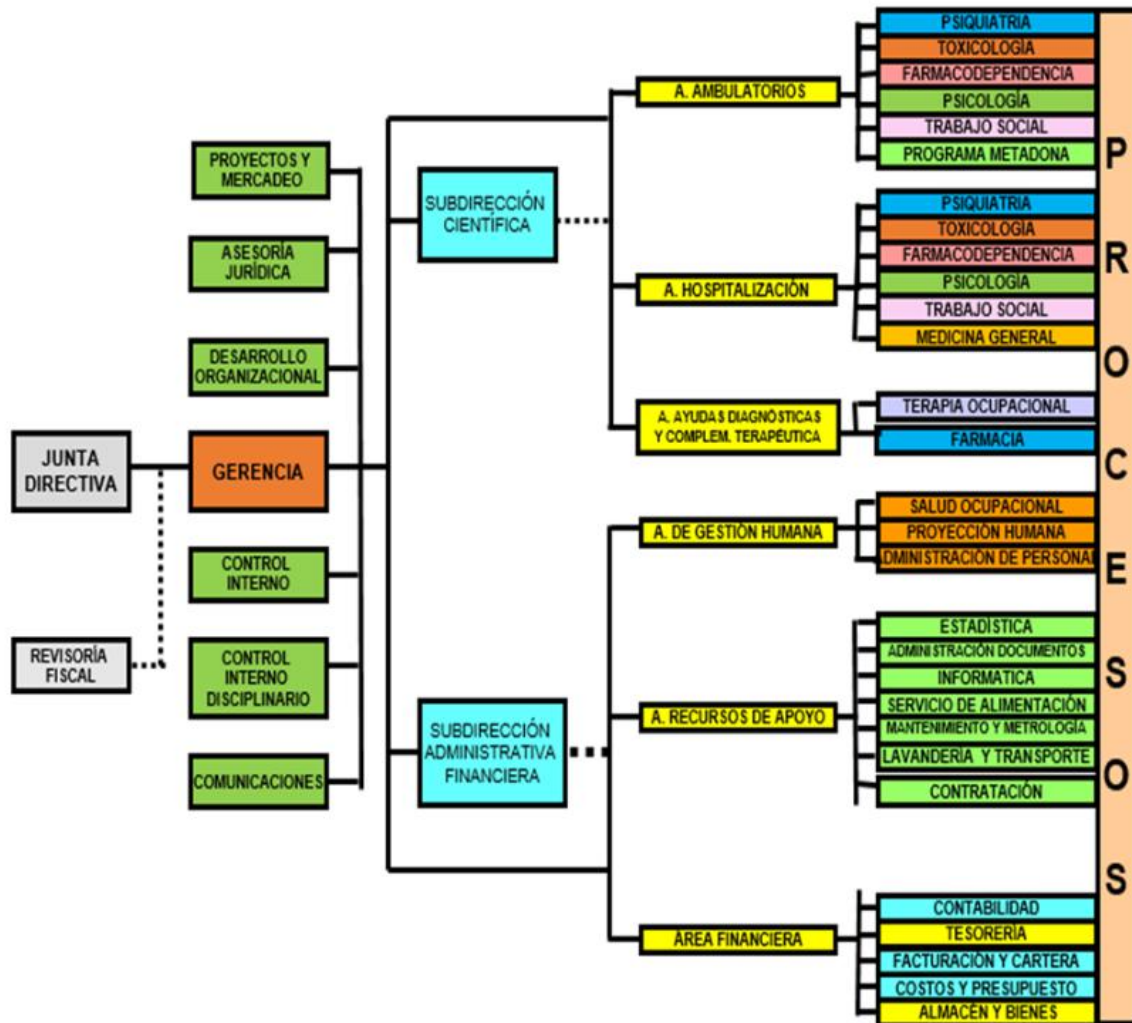 JUNTA
DIRECTIVA
REVISORÍA
FISCAL
PROYECTOS Y
MERCADEO
ASESORÍA
JURÍDICA
DESARROLLO
ORGANIZACIONAL
GERENCIA
CONTROL
INTERNO
CONTROL
INTERNO
DISCIPLINARIO
COMUNICACIONES
SUBDIRECCIÓN
CIENTÍFICA
SUBDIRECCIÓN
ADMINISTRATIVA
FINANCIERA
A. AMBULATORIOS
PSIQUIATRIA
TOXICOLOGÍA
FARMACODEPENDENCIA
PSICOLOGÍA
TRABAJO SOCIAL
PROGRAMA METADONA
A. HOSPITALIZACIÓN
PSIQUIATRIA
TOXICOLOGÍA
FARMACODEPENDENCIA
PSICOLOGÍA
TRABAJO SOCIAL
MEDICINA GENERAL
A. AYUDAS DIAGNÓSTICAS
Y COMPLEM. TERAPÉUTICA
TERAPIA OCUPACIONAL
FARMACIA
A. DE GESTIÓN HUMANA
SALUD OCUPACIONAL
PROYECCIÓN HUMANA
ADMINISTRACIÓN DE PERSONAL
A. RECURSOS DE APOYO
ESTADÍSTICA
ADMINISTRACIÓN DOCUMENTOS
INFORMATICA
SERVICIO DE ALIMENTACIÓN
MANTENIMIENTO Y METROLOGÍA
LAVANDERÍA Y TRANSPORTE
CONTRATACIÓN
ÀREA FINANCIERA
CONTABILIDAD
TESORERÍA
FACTURACIÓN Y CARTERA
COSTOS Y PRESUPUESTO
ALMACÉN Y BIENES
PROCESOS